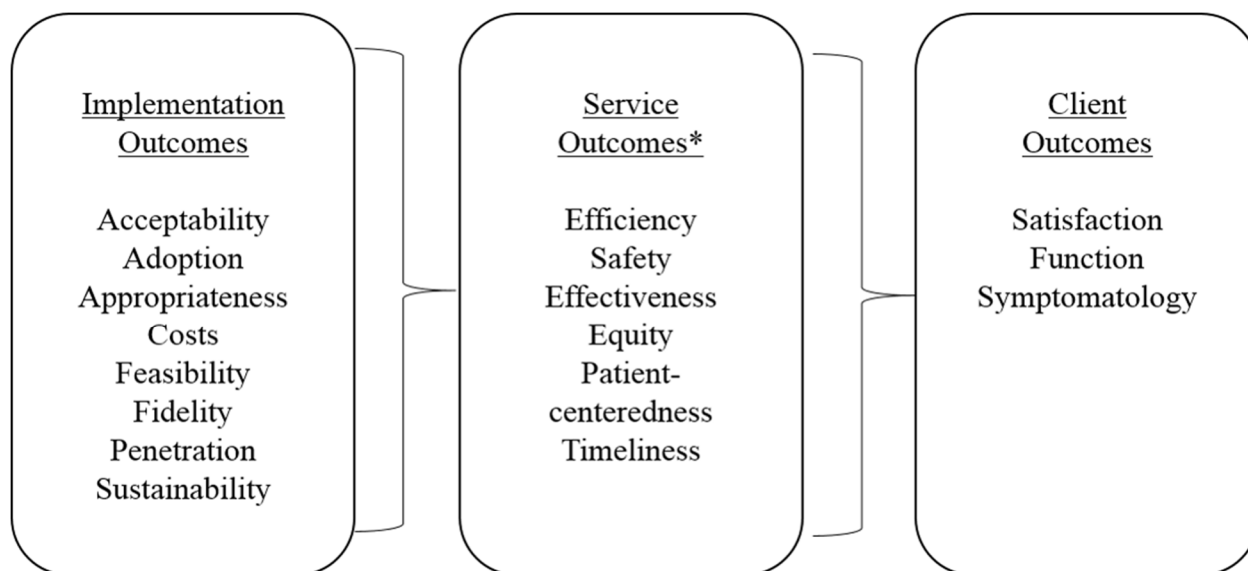 Implementation
Outcomes
Acceptability
Adoption
Appropriateness
Costs
Feasibility
Fidelity
Penetration
Sustainability
Service
Outcomes*
Efficiency
Safety
Effectiveness
Equity
Patient-
centeredness
Timeliness
Client
Outcomes
Satisfaction
Function
Symptomatology